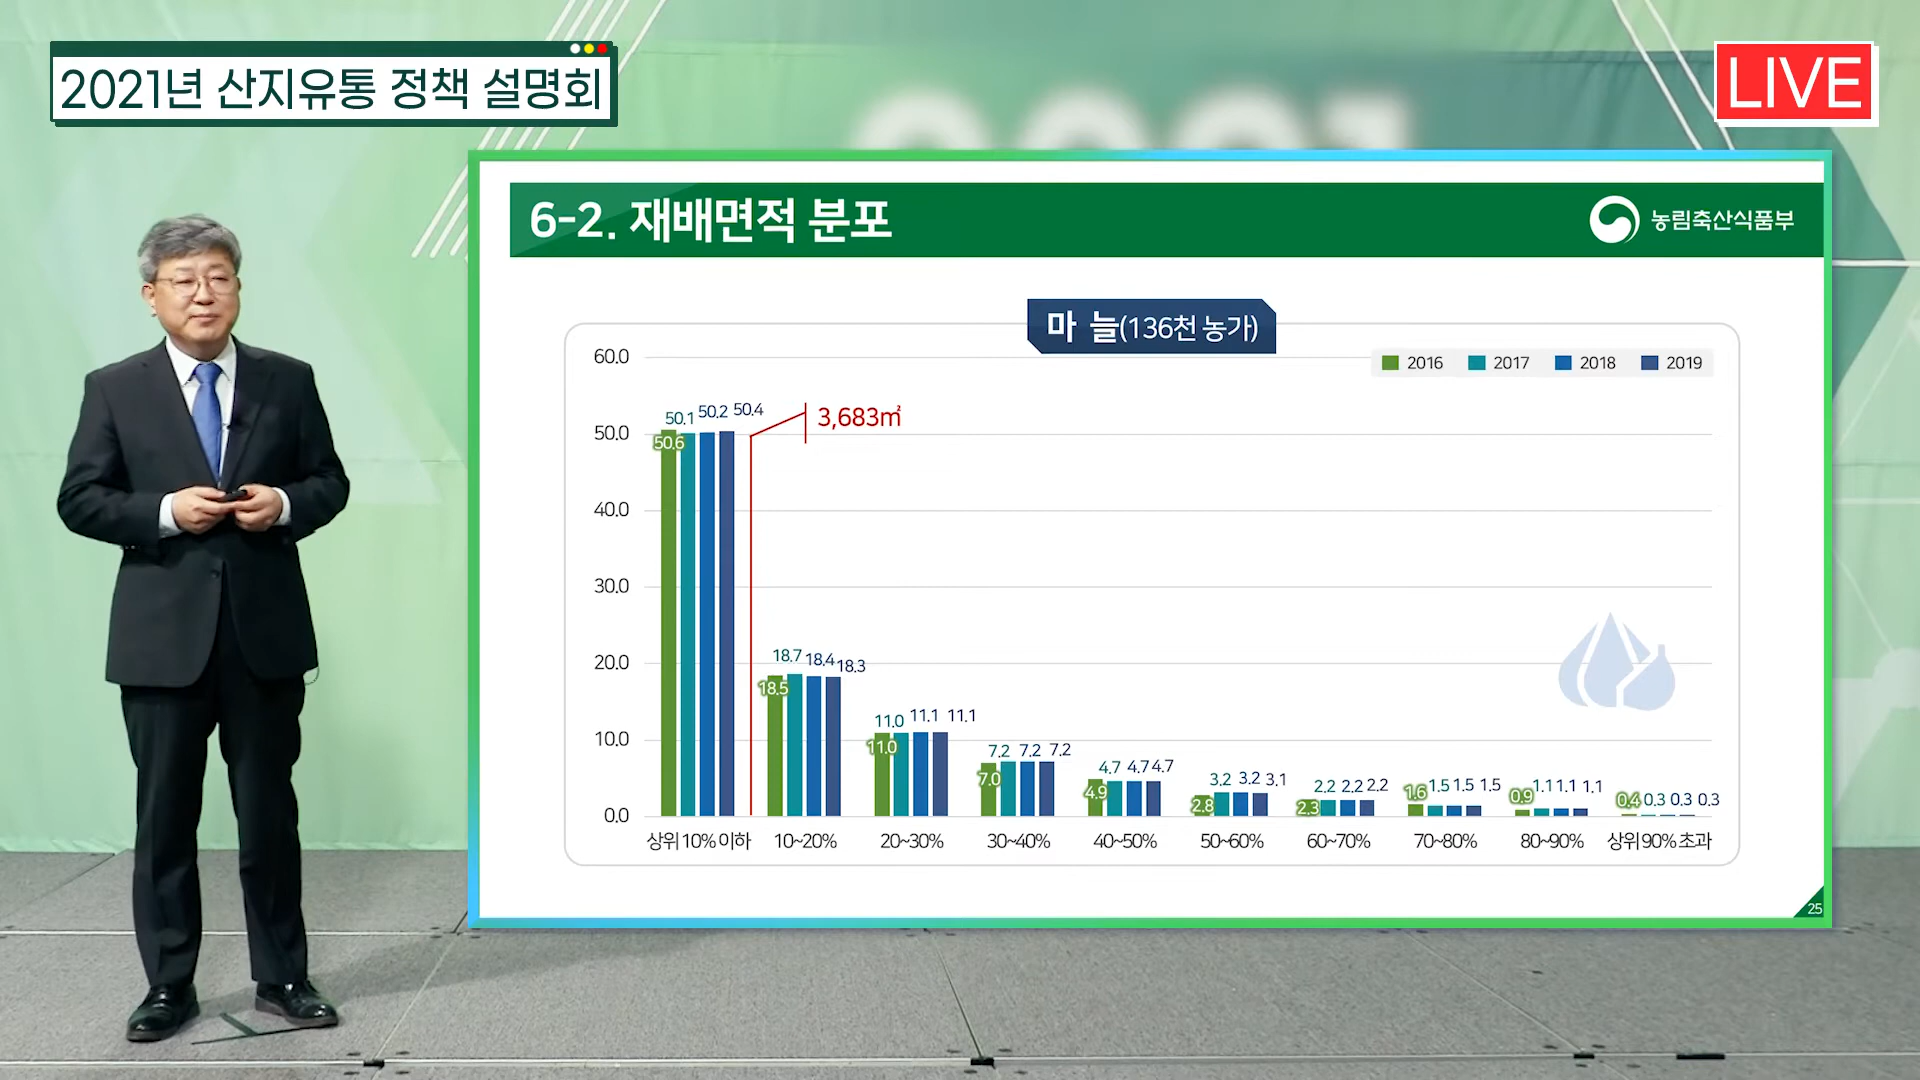 2021년 산지유통 정책 설명회
LIVE
6-2. 재배면적 분포
농림축산식품부
마 늘(136천 농가)
2016 2017 2018 2019
60.0
50.0
40.0
30.0
20.0
10.0
0.0
50.6 50.1 50.2 50.4
3,683㎡
18.5 18.7 18.4 18.3
11.0 11.0 11.1 11.1
7.0 7.2 7.2 7.2
4.9 4.7 4.7 4.7
2.8 3.2 3.2 3.1
2.3 2.2 2.2 2.2
1.6 1.5 1.5 1.5
0.9 1.1 1.1 1.1
0.4 0.3 0.3 0.3
상위 10% 이하 10~20% 20~30% 30~40% 40~50% 50~60% 60~70% 70~80% 80~90% 상위 90% 초과
25